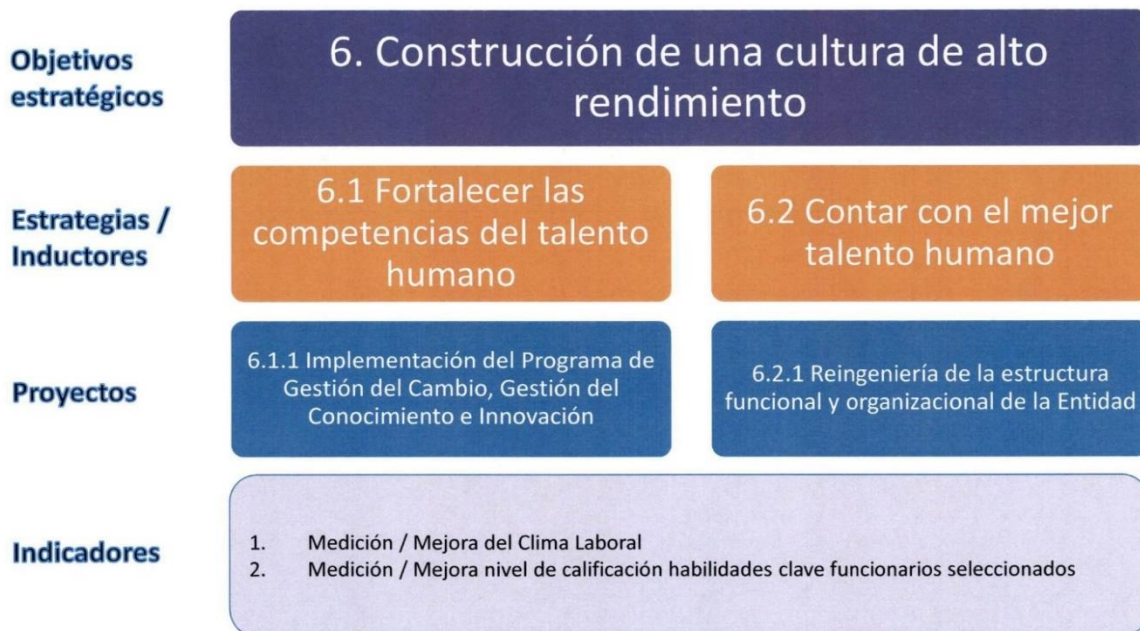 Objetivos
estratégicos
6. Construcción de una cultura de alto
rendimiento
Estrategias /
Inductores
6.1 Fortalecer las
competencias del talento
humano
6.2 Contar con el mejor
talento humano
Proyectos
6.1.1 Implementación del Programa de
Gestión del Cambio, Gestión del
Conocimiento e Innovación
6.2.1 Reingeniería de la estructura
funcional y organizacional de la Entidad
Indicadores
1. Medición / Mejora del Clima Laboral
2. Medición / Mejora nivel de calificación habilidades clave funcionarios seleccionados